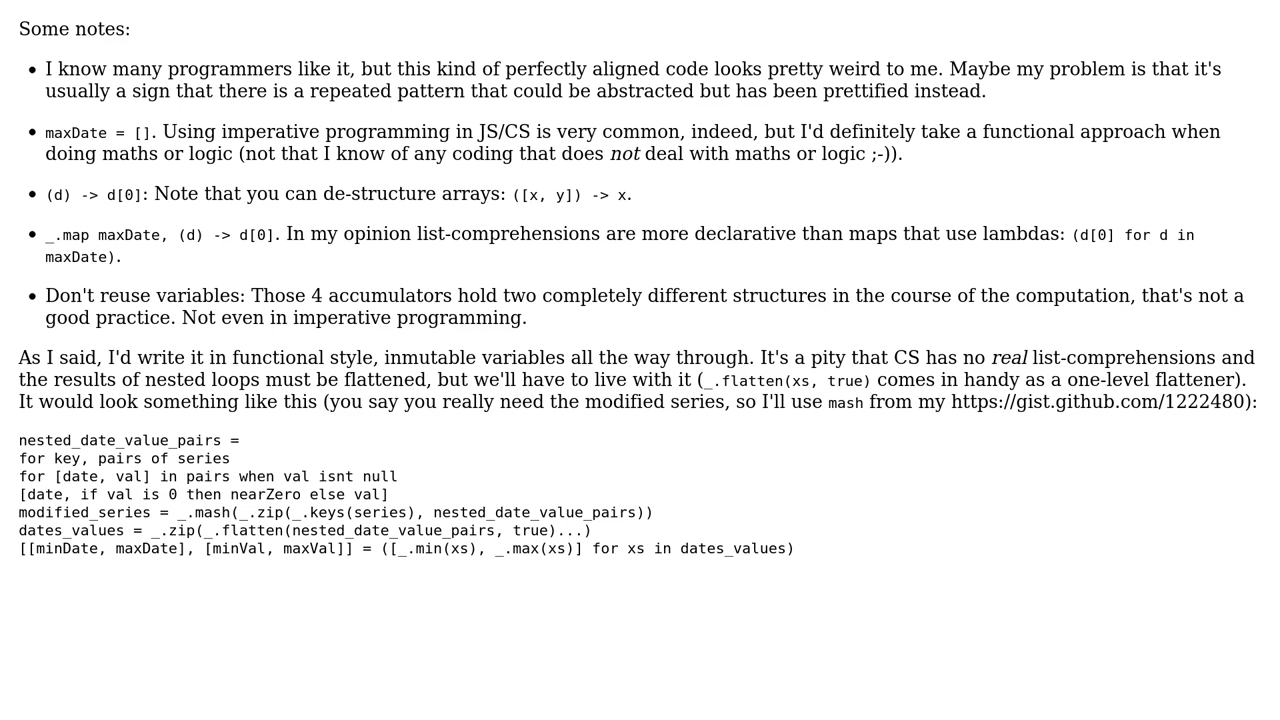 Some notes:
• I know many programmers like it, but this kind of perfectly aligned code looks pretty weird to me. Maybe my problem is that it's
usually a sign that there is a repeated pattern that could be abstracted but has been prettified instead.
• maxDate = []. Using imperative programming in JS/CS is very common, indeed, but I'd definitely take a functional approach when
doing maths or logic (not that I know of any coding that does not deal with maths or logic ;-)).
• (d) -> d[0]: Note that you can de-structure arrays: ([x, y]) -> x.
• _.map maxDate, (d) -> d[0]. In my opinion list-comprehensions are more declarative than maps that use lambdas: (d[0] for d in
maxDate).
• Don't reuse variables: Those 4 accumulators hold two completely different structures in the course of the computation, that's not a
good practice. Not even in imperative programming.
As I said, I'd write it in functional style, inmutable variables all the way through. It's a pity that CS has no real list-comprehensions and
the results of nested loops must be flattened, but we'll have to live with it (_.flatten(xs, true) comes in handy as a one-level flattener).
It would look something like this (you say you really need the modified series, so I'll use mash from my https://gist.github.com/1222480):
nested_date_value_pairs =
for key, pairs of series
for [date, val] in pairs when val isnt null
[date, if val is 0 then nearZero else val]
modified_series = _.mash(_.zip(_.keys(series), nested_date_value_pairs))
dates_values = _.zip(_.flatten(nested_date_value_pairs, true)...)
[[minDate, maxDate], [minVal, maxVal]] = ([_.min(xs), _.max(xs)] for xs in dates_values)